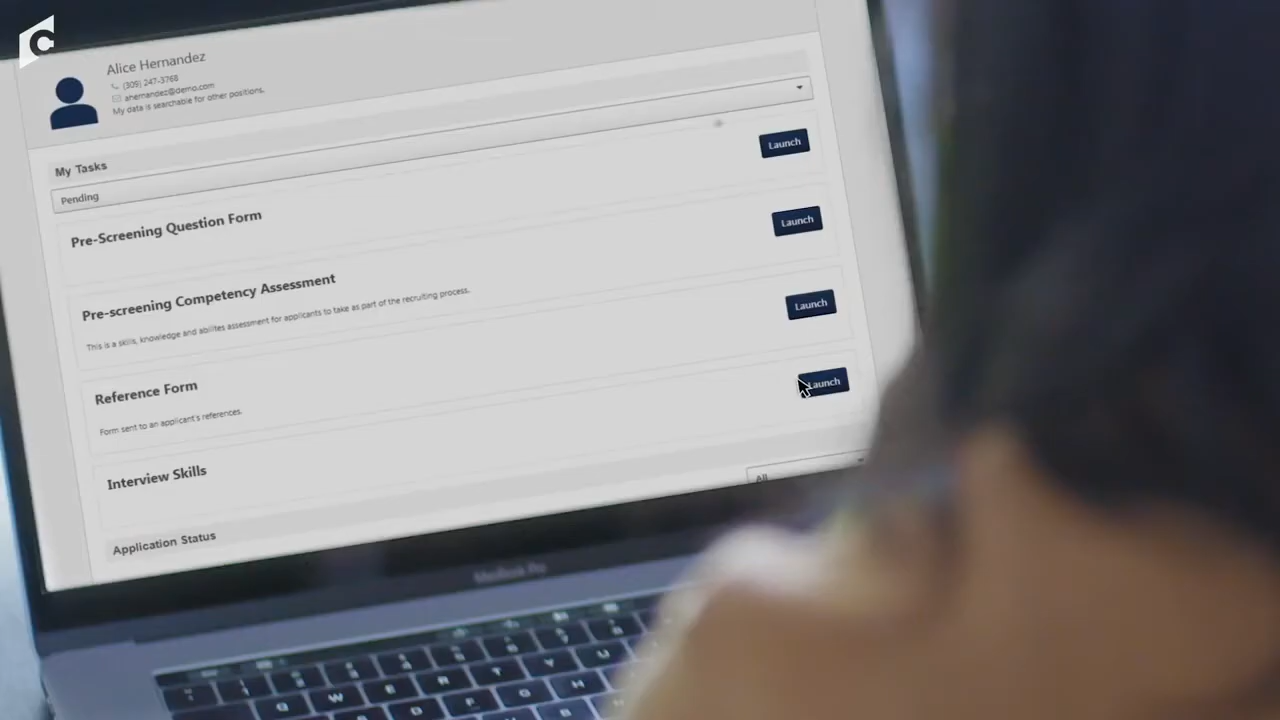 Alice Hernandez
(309) 247-3768
ahernandez@demo.com
My data is searchable for other positions.
My Tasks
Pending
Launch
Pre-Screening Question Form
Launch
Pre-screening Competency Assessment
This is a skills, knowledge and abilites assessment for applicants to take as part of the recruiting process.
Launch
Reference Form
Form sent to an applicant's references.
Launch
Interview Skills
All
Application Status
MacBook Pro
Q W E R T Y U
D G H
B